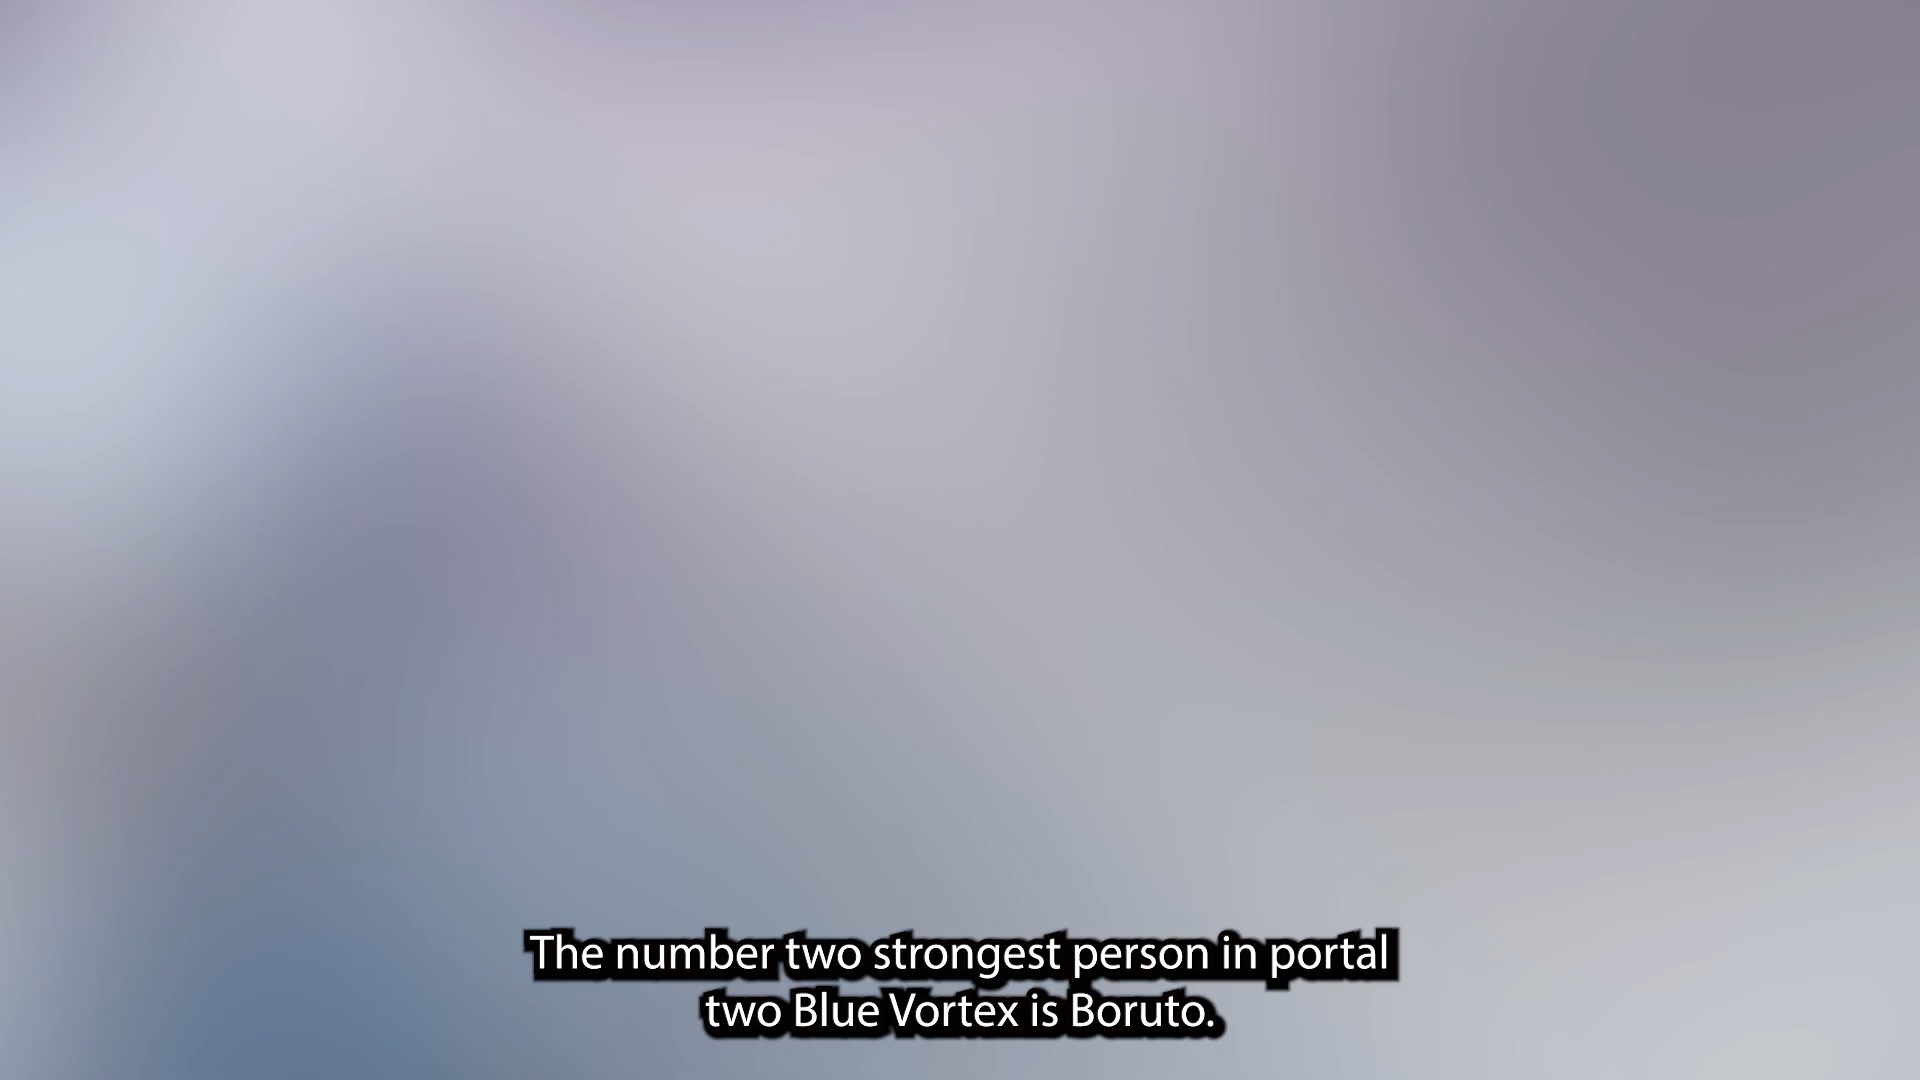 The number two strongest person in portal
two Blue Vortex is Boruto.